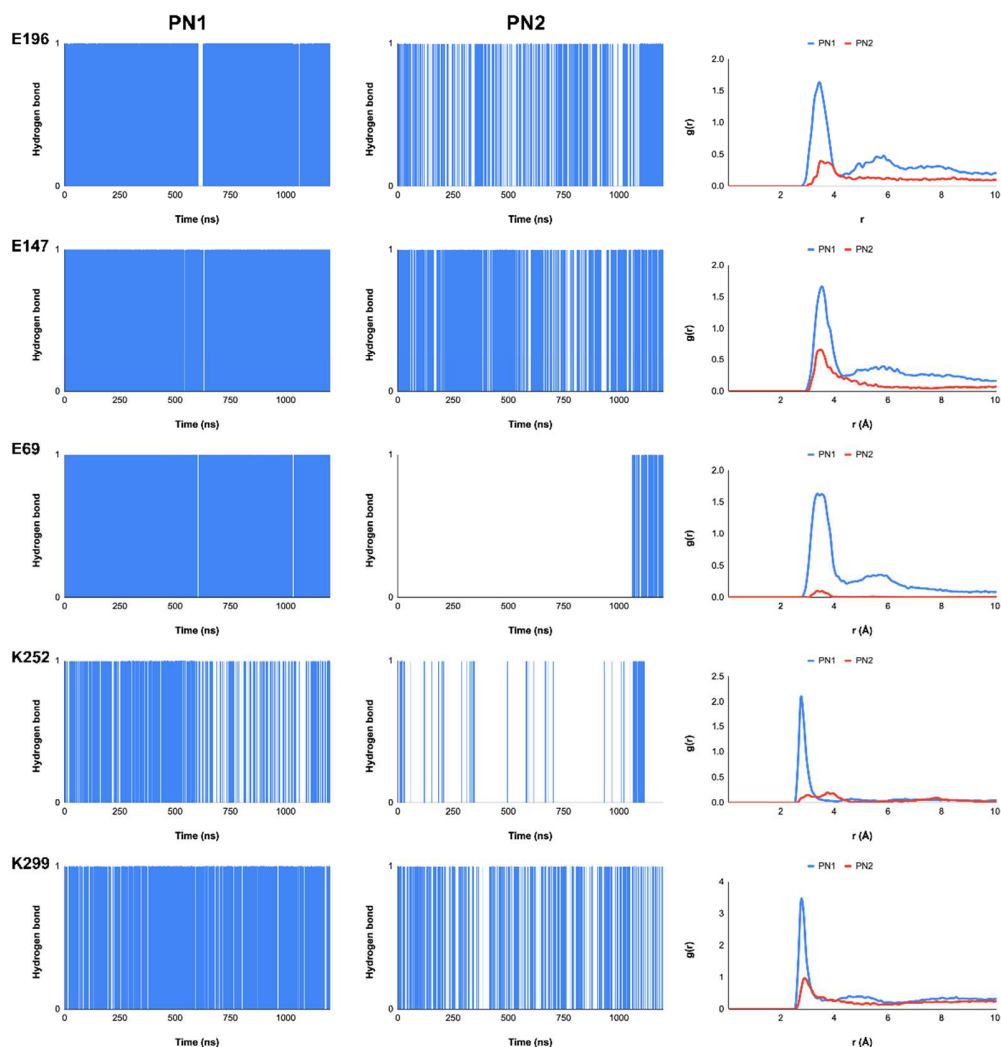 PN1
PN2
E196
Hydrogen bond
1
0
0 250 500 750 1000
Time (ns)
Hydrogen bond
1
0
0 250 500 750 1000
Time (ns)
PN1 PN2
g(r)
2.0
1.5
1.0
0.5
0.0
2 4 6 8 10
r
E147
Hydrogen bond
1
0
0 250 500 750 1000
Time (ns)
Hydrogen bond
1
0
0 250 500 750 1000
Time (ns)
PN1 PN2
g(r)
2.0
1.5
1.0
0.5
0.0
2 4 6 8 10
r (Å)
E69
Hydrogen bond
1
0
0 250 500 750 1000
Time (ns)
Hydrogen bond
1
0
0 250 500 750 1000
Time (ns)
PN1 PN2
g(r)
2.0
1.5
1.0
0.5
0.0
2 4 6 8 10
r (Å)
K252
Hydrogen bond
1
0
0 250 500 750 1000
Time (ns)
Hydrogen bond
1
0
0 250 500 750 1000
Time (ns)
PN1 PN2
g(r)
2.5
2.0
1.5
1.0
0.5
0.0
2 4 6 8 10
r (Å)
K299
Hydrogen bond
1
0
0 250 500 750 1000
Time (ns)
Hydrogen bond
1
0
0 250 500 750 1000
Time (ns)
PN1 PN2
g(r)
4
3
2
1
0
2 4 6 8 10
r (Å)